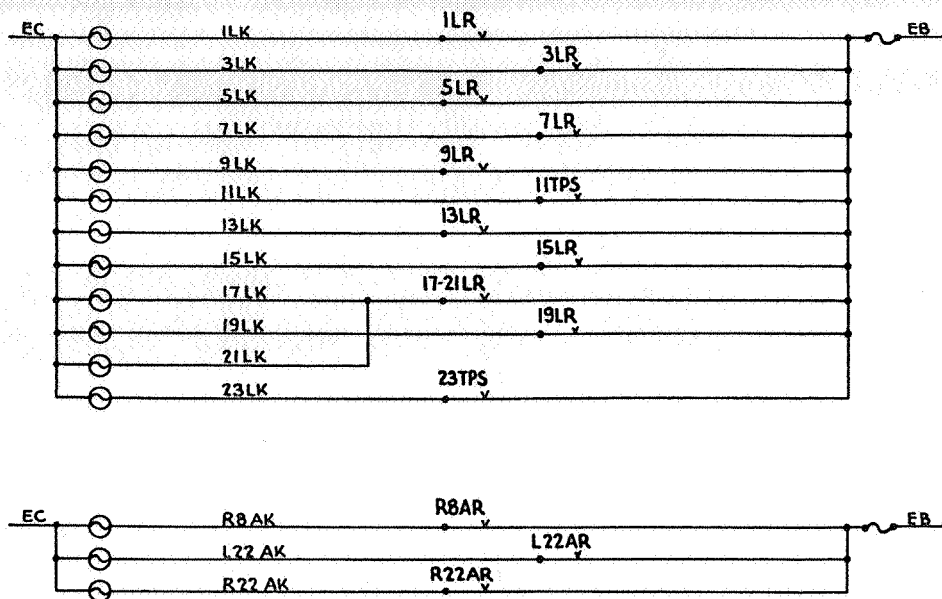 EC 1LK 1LR EB
3LK 3LR
5LK 5LR
7LK 7LR
9LK 9LR
11LK 11TPS
13LK 13LR
15LK 15LR
17LK 17-21LR
19LK 19LR
21LK
23LK 23TPS
EC R8AK R8AR EB
L22AK L22AR
R22AK R22AR